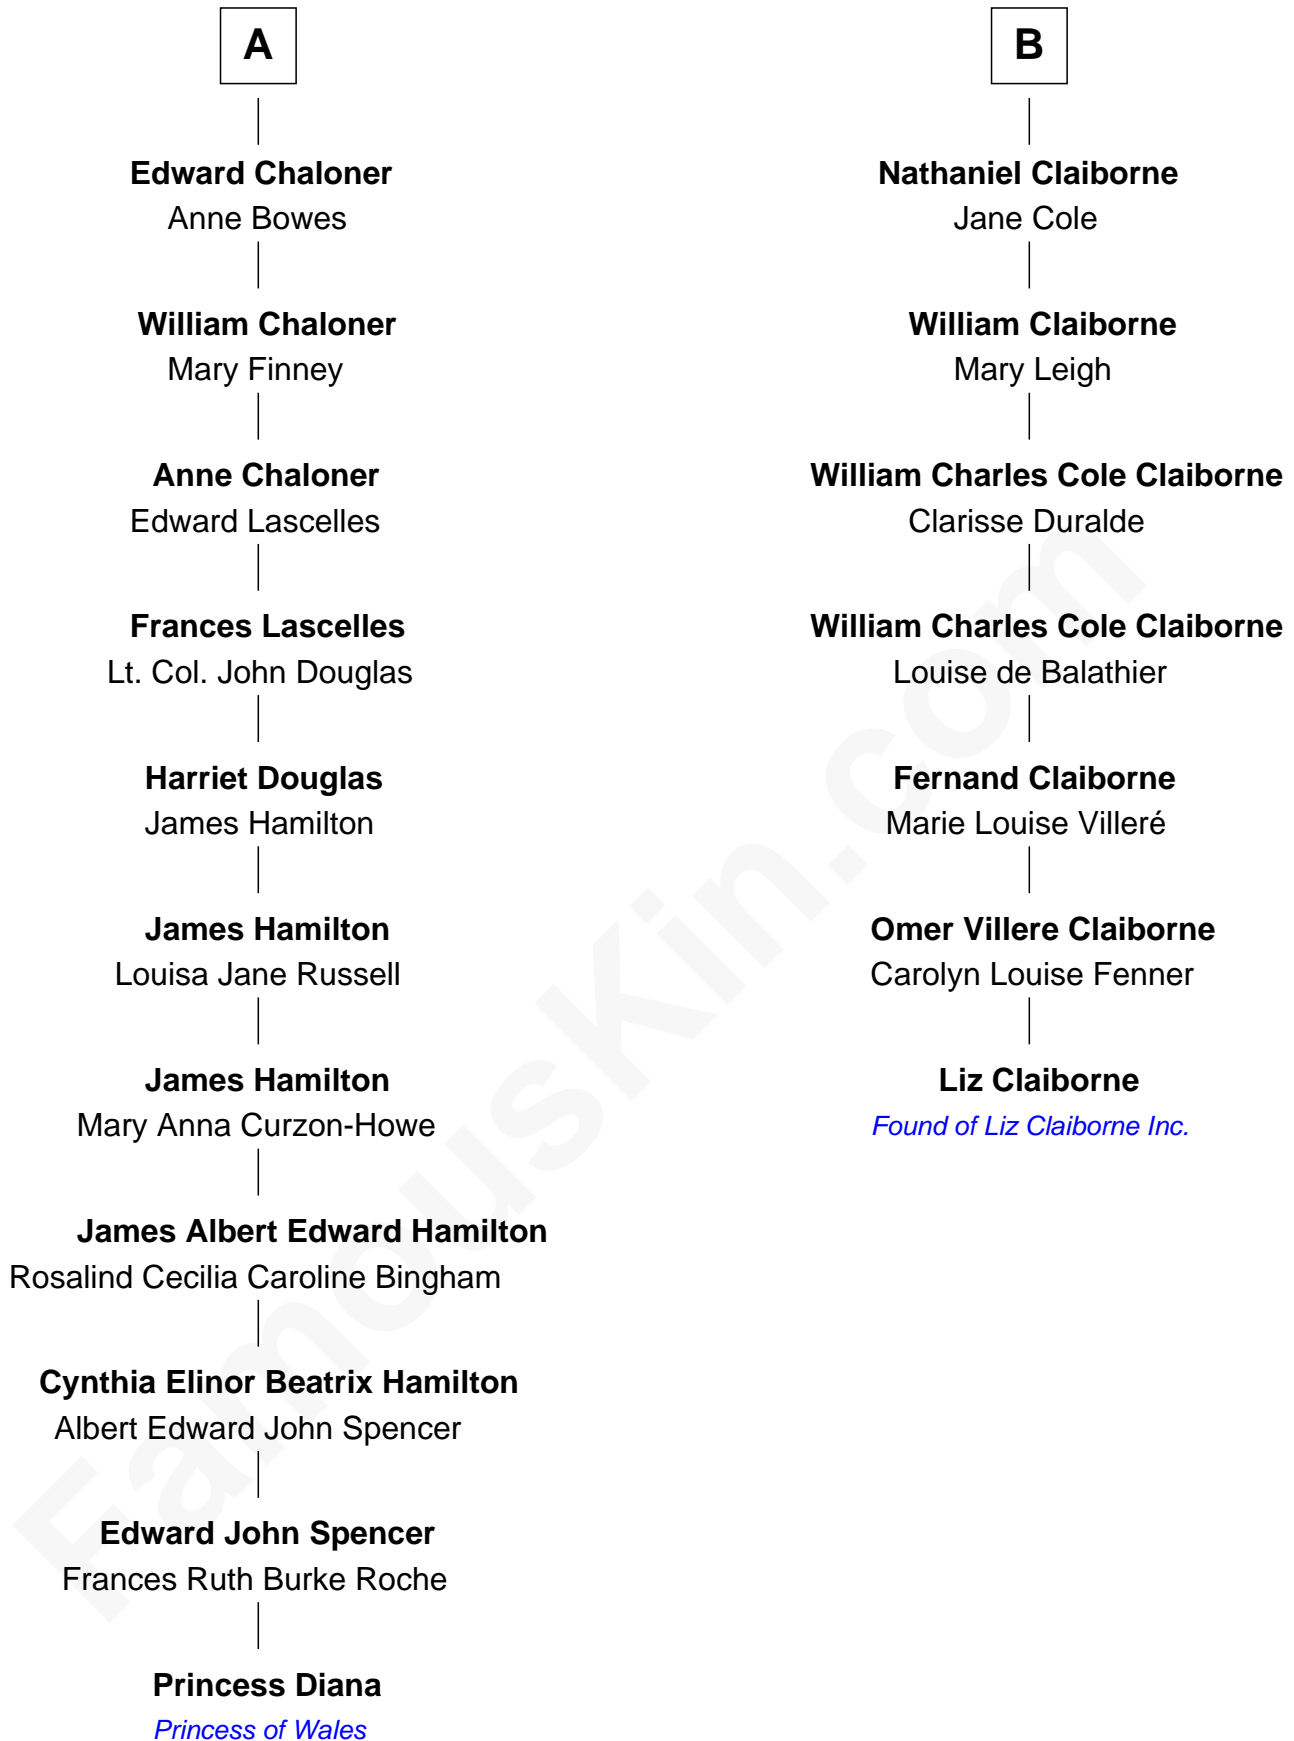 A
Edward Chaloner
Anne Bowes
William Chaloner
Mary Finney
Anne Chaloner
Edward Lascelles
Frances Lascelles
Lt. Col. John Douglas
Harriet Douglas
James Hamilton
James Hamilton
Louisa Jane Russell
James Hamilton
Mary Anna Curzon-Howe
James Albert Edward Hamilton
Rosalind Cecilia Caroline Bingham
Cynthia Elinor Beatrix Hamilton
Albert Edward John Spencer
Edward John Spencer
Frances Ruth Burke Roche
Princess Diana
Princess of Wales
B
Nathaniel Claiborne
Jane Cole
William Claiborne
Mary Leigh
William Charles Cole Claiborne
Clarisse Duralde
William Charles Cole Claiborne
Louise de Balathier
Fernand Claiborne
Marie Louise Villeré
Omer Villere Claiborne
Carolyn Louise Fenner
Liz Claiborne
Found of Liz Claiborne Inc.
FamousKin.com